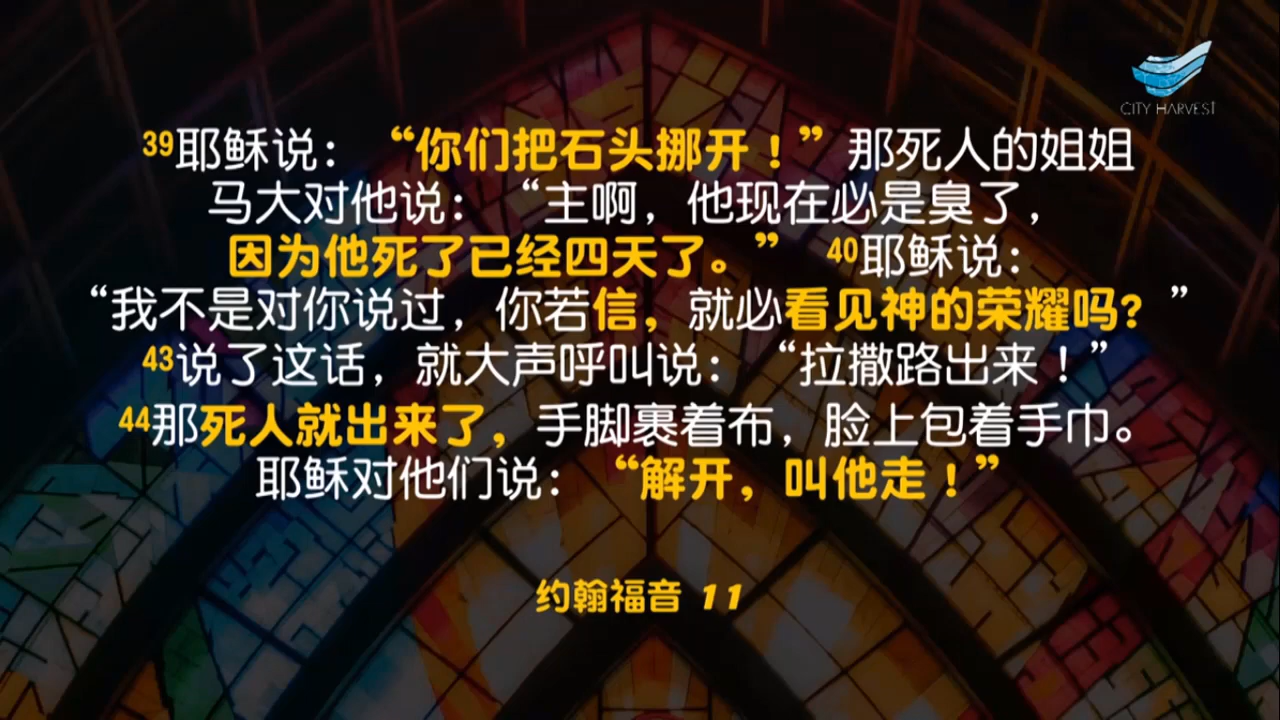 CITY HARVEST
39耶稣说：“你们把石头挪开！”那死人的姐姐
马大对他说：“主啊，他现在必是臭了，
因为他死了已经四天了。” 40耶稣说：
“我不是对你说过，你若信，就必看见神的荣耀吗？”
43说了这话，就大声呼叫说：“拉撒路出来！”
44那死人就出来了，手脚裹着布，脸上包着手巾。
耶稣对他们说：“解开，叫他走！”
约翰福音 11